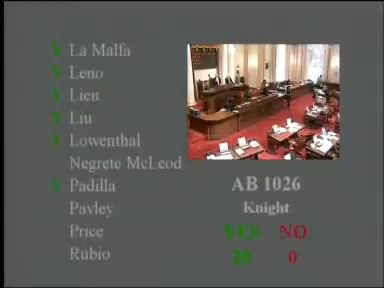 Y La Malfa
Y Leno
Y Lieu
Y Liu
Y Lowenthal
Negrete McLeod
Y Padilla
Pavley
Price
Rubio
AB 1026
Knight
YES NO
20 0